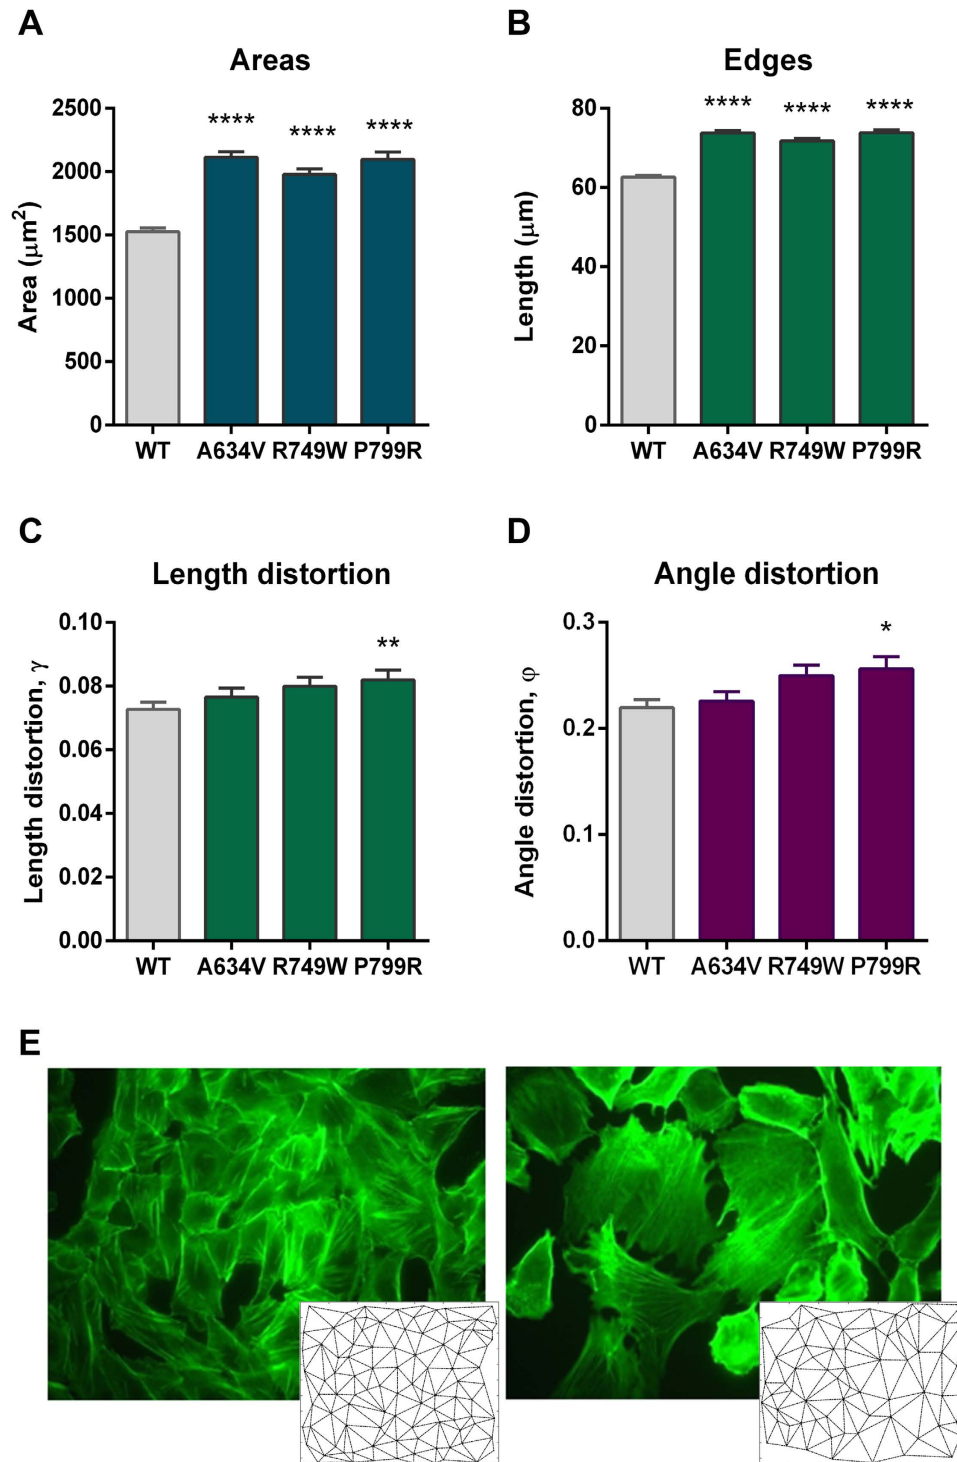 A
Areas
Area (μm²)
2500
2000
1500
1000
500
0
****
****
****
WT A634V R749W P799R
B
Edges
Length (μm)
80
60
40
20
0
****
****
****
WT A634V R749W P799R
C
Length distortion
Length distortion, γ
0.10
0.08
0.06
0.04
0.02
0.00
**
WT A634V R749W P799R
D
Angle distortion
Angle distortion, φ
0.3
0.2
0.1
0.0
*
WT A634V R749W P799R
E